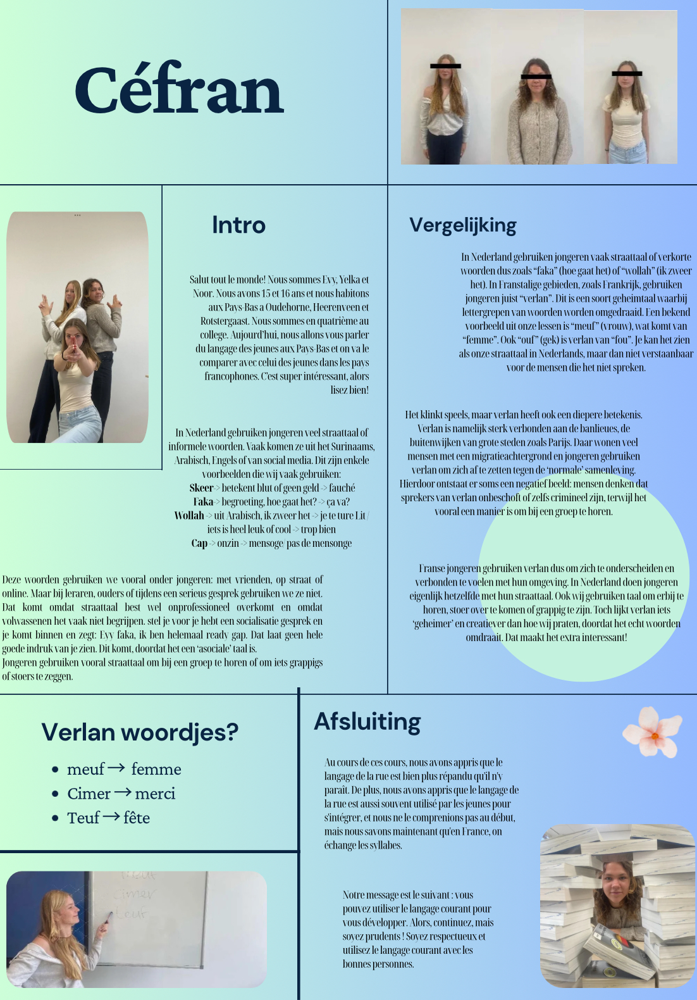 Céfran
Intro
Salut tout le monde! Nous sommes Evy, Yelka et
Noor. Nous avons 15 et 16 ans et nous habitons
aux Pays-Bas a Oudehorne, Heerenveen et
Rotstergaast. Nous sommes en quatrième au
college. Aujourd'hui, nous allons vous parler
du langage des jeunes aux Pays-Bas et on va le
comparer avec celui des jeunes dans les pays
francophones. C'est super intéressant, alors
lisez bien!
In Nederland gebruiken jongeren veel straattaal of
informele woorden. Vaak komen ze uit het Surinaams,
Arabisch, Engels of van social media. Dit zijn enkele
voorbeelden die wij vaak gebruiken:
Skeer-> betekent blut of geen geld -> fauché
Faka-> begroeting, hoe gaat het? -> ça va?
Wollah -> uit Arabisch, ik zweer het -> je te ture Lit /
iets is heel leuk of cool -> trop bien
Cap -> onzin -> mensoge/ pas de mensonge
Deze woorden gebruiken we vooral onder jongeren: met vrienden, op straat of
online. Maar bij leraren, ouders of tijdens een serieus gesprek gebruiken we ze niet.
Dat komt omdat straattaal best wel onprofessioneel overkomt en omdat
volwassenen het vaak niet begrijpen. stel je voor je hebt een socialisatie gesprek en
je komt binnen en zegt: Eyy faka, ik ben helemaal ready gap. Dat laat geen hele
goede indruk van je zien. Dit komt, doordat het een ‘asociale’ taal is.
Jongeren gebruiken vooral straattaal om bij een groep te horen of om iets grappigs
of stoers te zeggen.
Vergelijking
In Nederland gebruiken jongeren vaak straattaal of verkorte
woorden dus zoals “faka” (hoe gaat het) of “wollah” (ik zweer
het). In Franstalige gebieden, zoals Frankrijk, gebruiken
jongeren juist “verlan”. Dit is een soort geheimtaal waarbij
lettergrepen van woorden worden omgedraaid. Een bekend
voorbeeld uit onze lessen is “meuf” (vrouw), wat komt van
“femme”. Ook “ouf” (gek) is verlan van “fou”. Je kan het zien
als onze straattaal in Nederlands, maar dan niet verstaanbaar
voor de mensen die het niet spreken.
Het klinkt speels, maar verlan heeft ook een diepere betekenis.
Verlan is namelijk sterk verbonden aan de banlieues, de
buitenwijken van grote steden zoals Parijs. Daar wonen veel
mensen met een migratieachtergrond en jongeren gebruiken
verlan om zich af te zetten tegen de ‘normale’ samenleving.
Hierdoor ontstaat er soms een negatief beeld: mensen denken dat
sprekers van verlan onbeschoft of zelfs crimineel zijn, terwijl het
vooral een manier is om bij een groep te horen.
Franse jongeren gebruiken verlan dus om zich te onderscheiden en
verbonden te voelen met hun omgeving. In Nederland doen jongeren
eigenlijk hetzelfde met hun straattaal. Ook wij gebruiken taal om erbij te
horen, stoer over te komen of grappig te zijn. Toch lijkt verlan iets
‘geheimer’ en creatiever dan hoe wij praten, doordat het echt woorden
omdraait. Dat maakt het extra interessant!
Verlan woordjes?
• meuf → femme
• Cimer → merci
• Teuf → fête
meuf
cimer
teuf
Afsluiting
Au cours de ces cours, nous avons appris que le
langage de la rue est bien plus répandu qu'il n'y
paraît. De plus, nous avons appris que le langage de
la rue est aussi souvent utilisé par les jeunes pour
s'intégrer, et nous ne le comprenions pas au début,
mais nous savons maintenant qu'en France, on
échange les syllabes.
Notre message est le suivant : vous
pouvez utiliser le langage courant pour
vous développer. Alors, continuez, mais
soyez prudents ! Soyez respectueux et
utilisez le langage courant avec les
bonnes personnes.